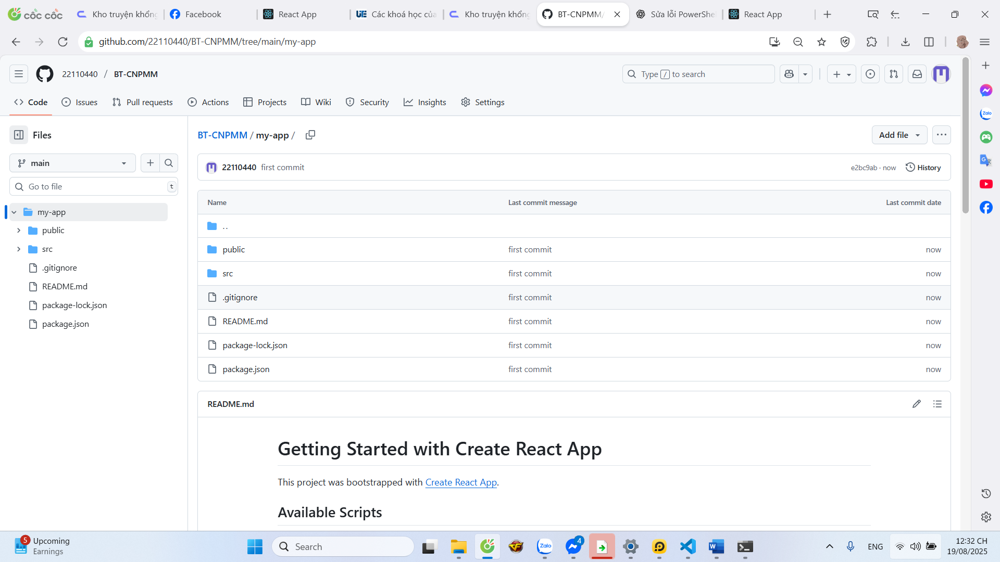 cốc cốc
Kho truyện khổng
Facebook
React App
UE Các khoá học của
Kho truyện khổng
BT-CNPMM/
Sửa lỗi PowerShe
React App
github.com/22110440/BT-CNPMM/tree/main/my-app
22110440 / BT-CNPMM
Type / to search
Code
Issues
Pull requests
Actions
Projects
Wiki
Security
Insights
Settings
Files
BT-CNPMM / my-app /
Add file
main
22110440 first commit
e2bc9ab · now
History
Go to file
t
Name
Last commit message
Last commit date
my-app
public
src
.gitignore
README.md
package-lock.json
package.json
..
public first commit now
src first commit now
.gitignore first commit now
README.md first commit now
package-lock.json first commit now
package.json first commit now
README.md
Getting Started with Create React App
This project was bootstrapped with Create React App.
Available Scripts
Zalo
5
Upcoming
Earnings
Search
Zalo
4
ENG
12:32 CH
19/08/2025